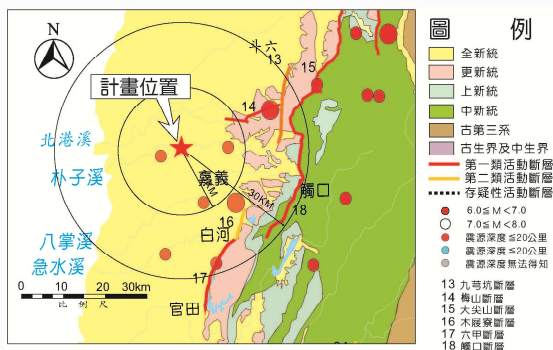 N
計畫位置
斗六
13
15
14
北港溪
朴子溪
嘉義
30KM
觸口
18
16
白河
八掌溪
急水溪
17
官田
0 10 20 30km
比例尺
圖例
全新統
更新統
上新統
中新統
古第三系
古生界及中生界
第一類活動斷層
第二類活動斷層
存疑性活動斷層
6.0≦M<7.0
7.0≦M<8.0
震源深度≦20公里
震源深度≦20公里
震源深度無法得知
13 九芎坑斷層
14 梅山斷層
15 大尖山斷層
16 木屐寮斷層
17 六甲斷層
18 觸口斷層